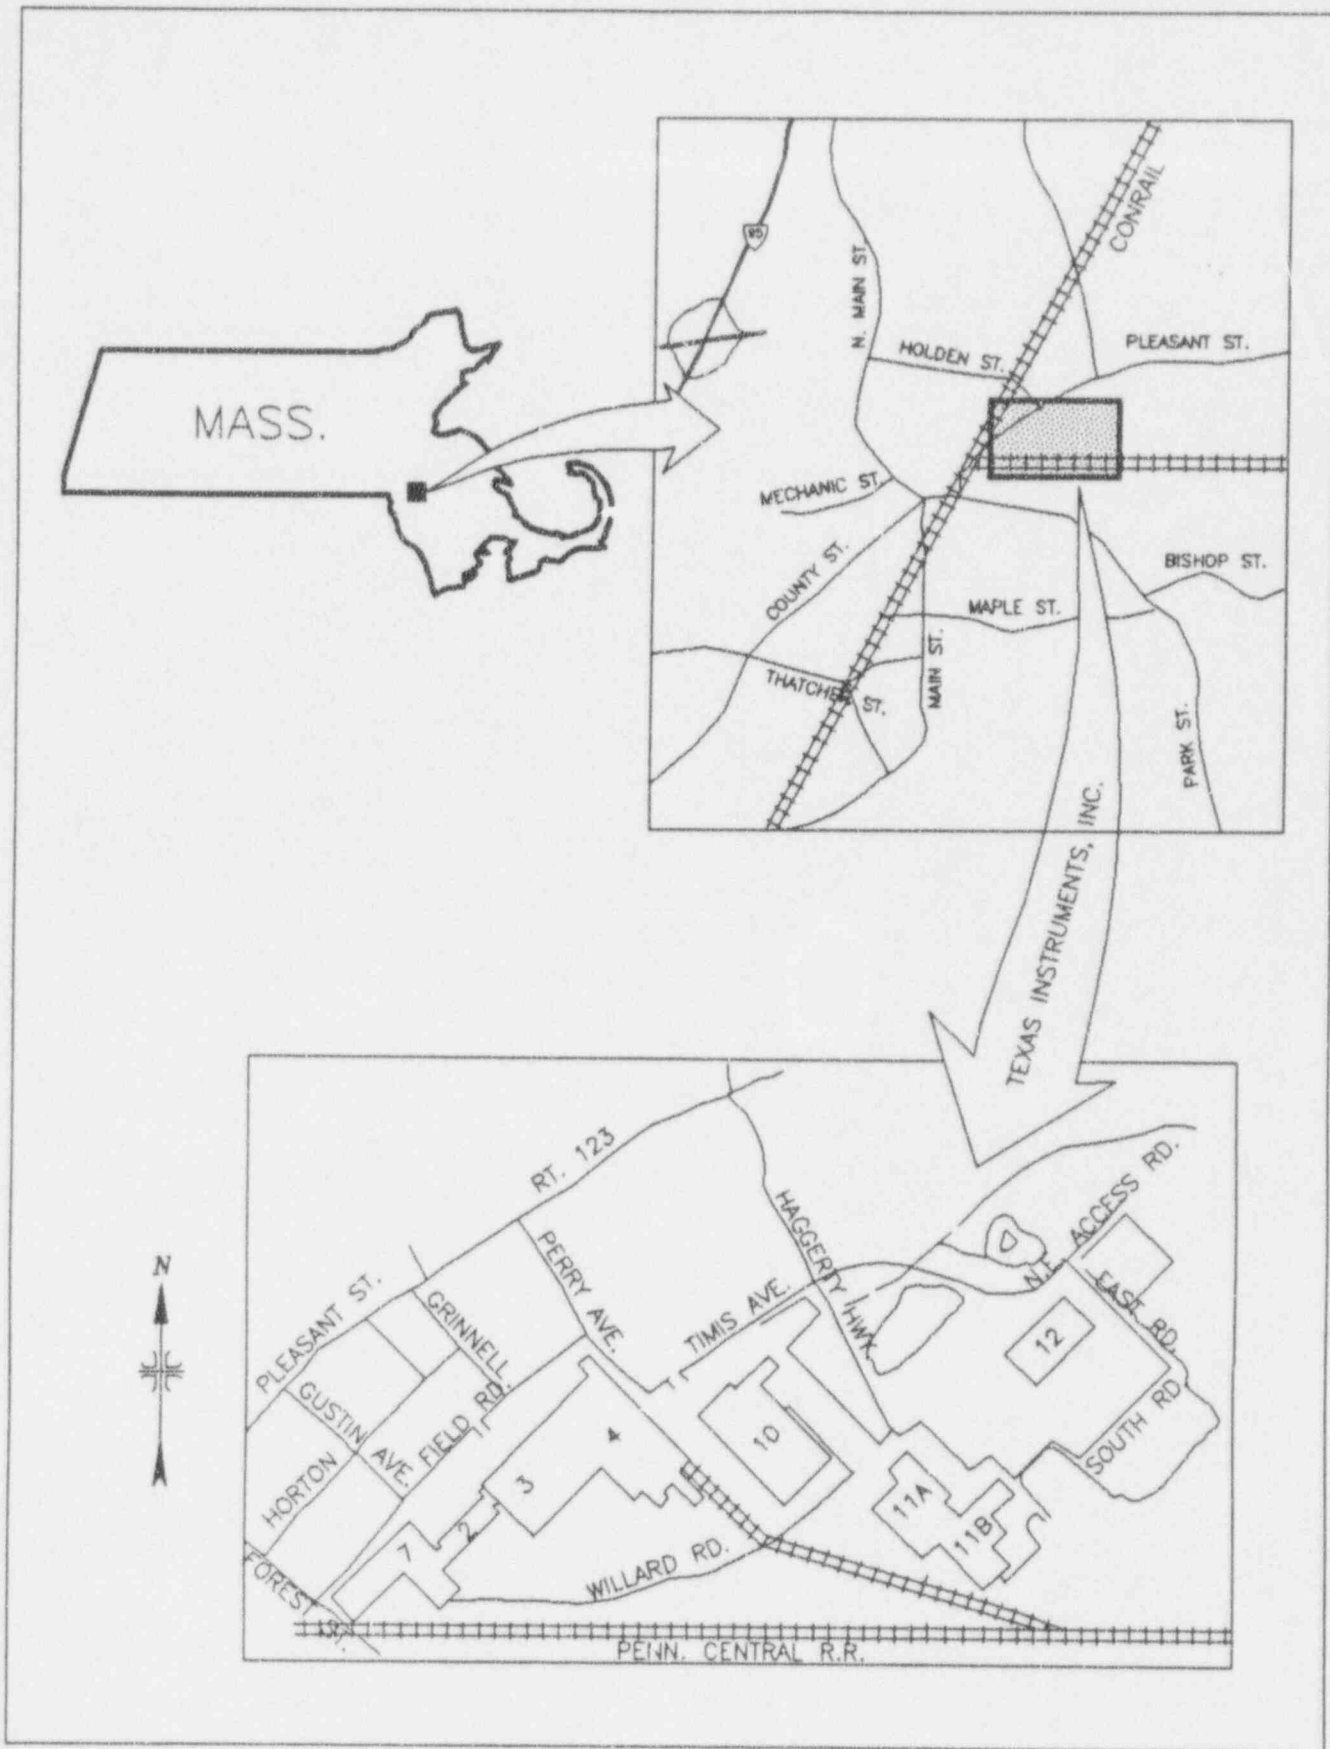 MASS.
95
CONRAIL
N. MAIN ST.
HOLDEN ST.
PLEASANT ST.
MECHANIC ST.
COUNTY ST.
BISHOP ST.
MAPLE ST.
MAIN ST.
THATCHER ST.
PARK ST.
TEXAS INSTRUMENTS, INC.
RT. 123
PLEASANT ST.
PERRY AVE.
GRINNELL
HAGGERTY HWK.
TIMIS AVE.
N.E. ACCESS RD.
EAST RD.
SOUTH RD.
GUSTIN AVE.
FIELD RD.
HORTON
FOREST ST.
WILLARD RD.
PENN. CENTRAL R.R.
N
12
10
4
3
2
7
11A
11B